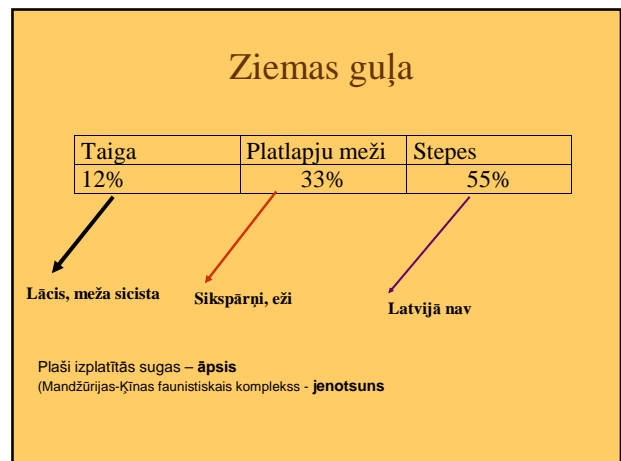 Ziemas guļa
Taiga Platlapju meži Stepes
12% 33% 55%
Lācis, meža sicista Sikspārņi, eži Latvijā nav
Plaši izplatītās sugas – āpsis
(Mandžūrijas-Ķīnas faunistiskais komplekss - jenotsuns